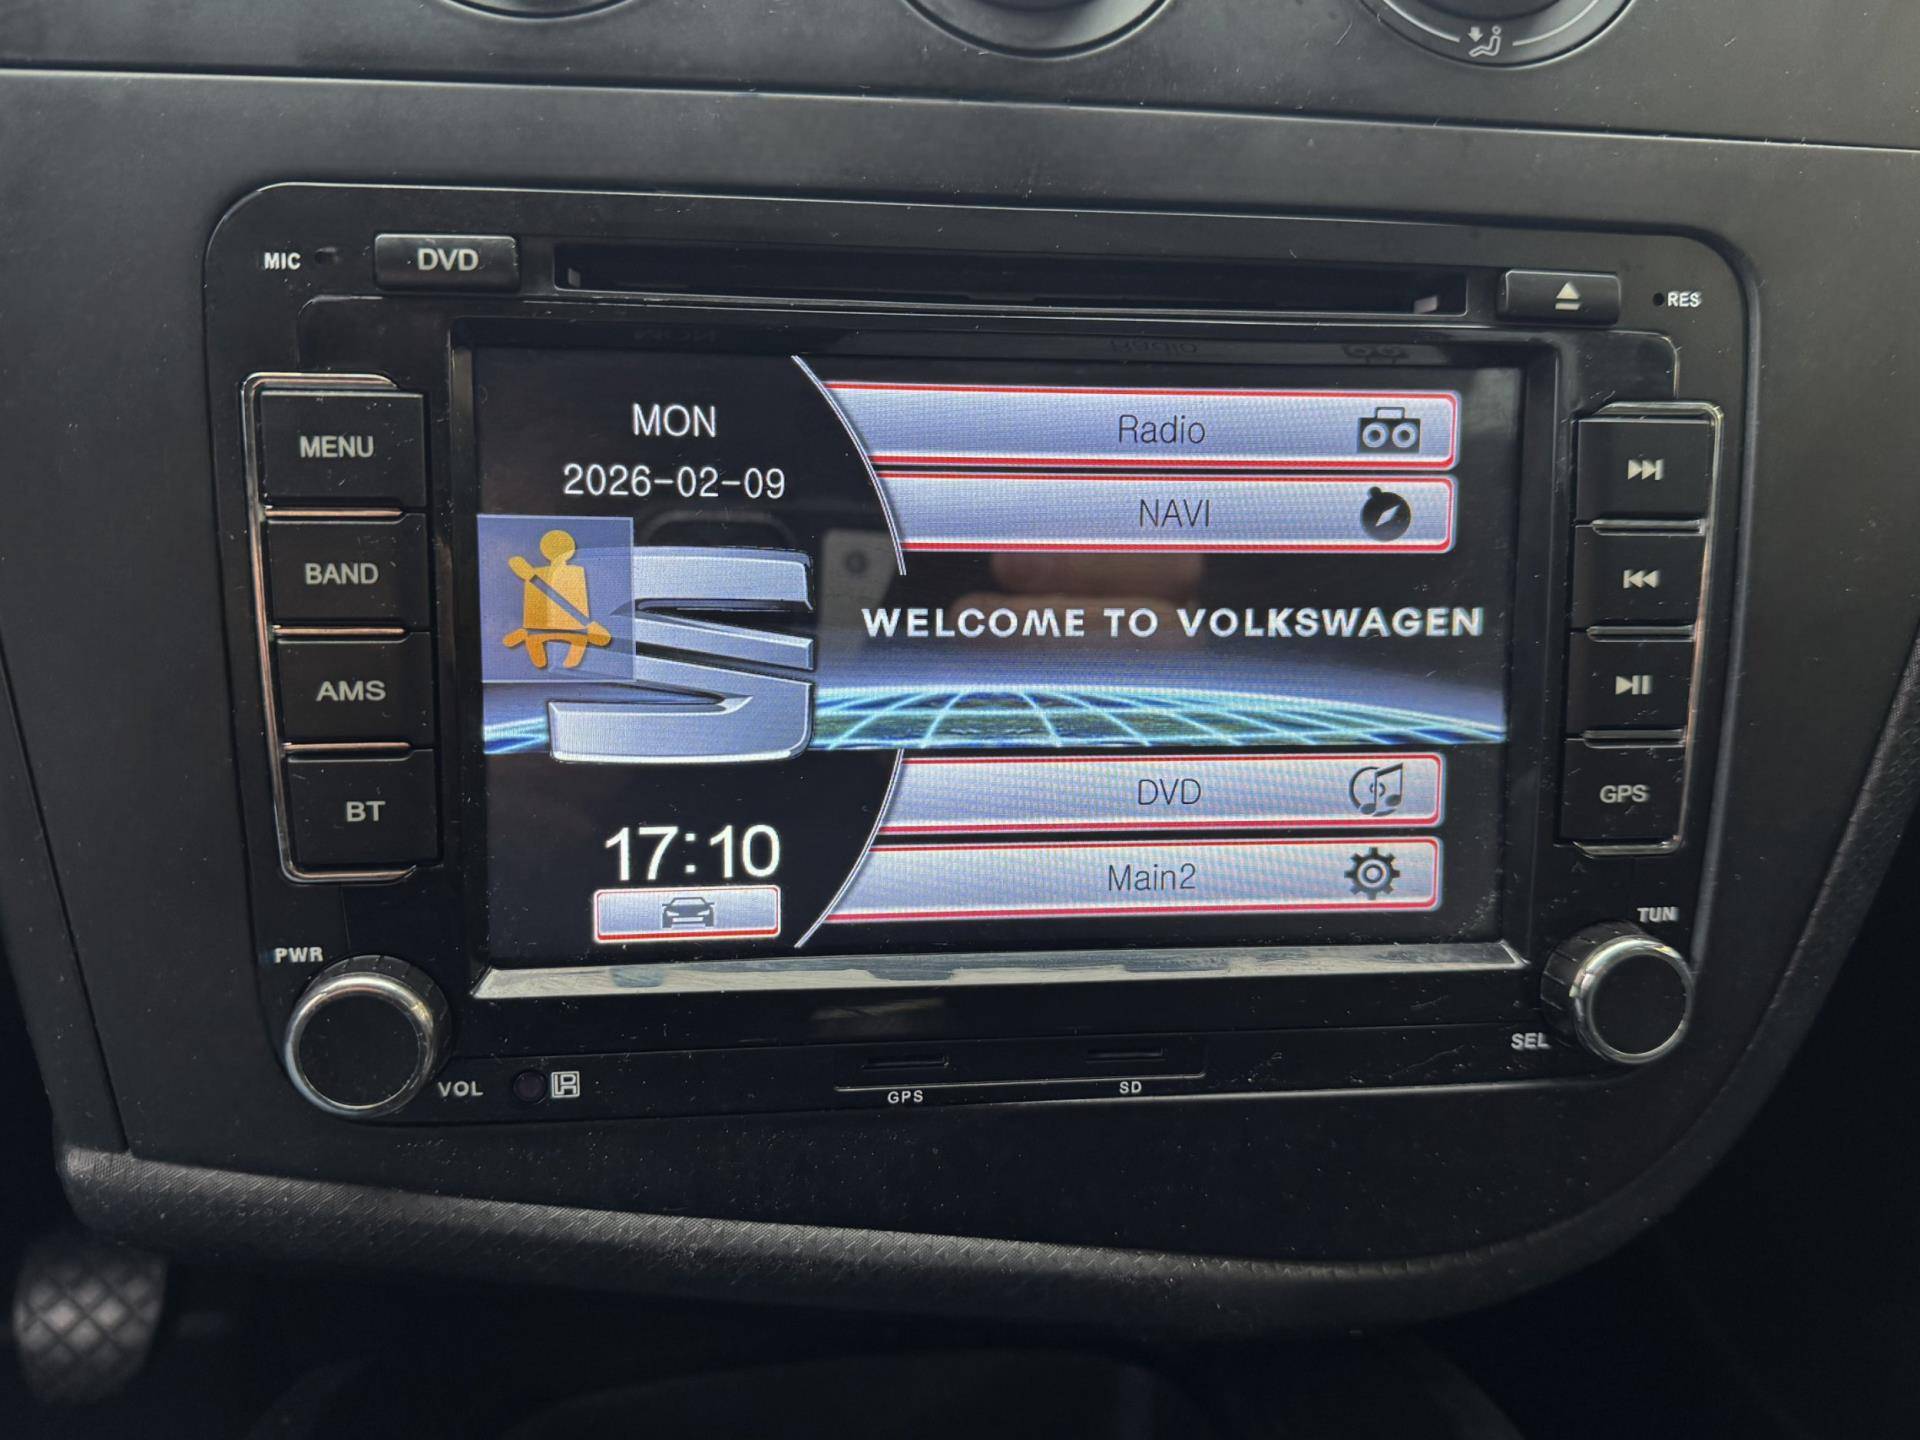 MIC
DVD
RES
MENU
BAND
AMS
BT
MON
2026-02-09
17:10
Radio
NAVI
WELCOME TO VOLKSWAGEN
DVD
Main2
GPS
PWR
VOL
TUN
SEL
GPS
SD